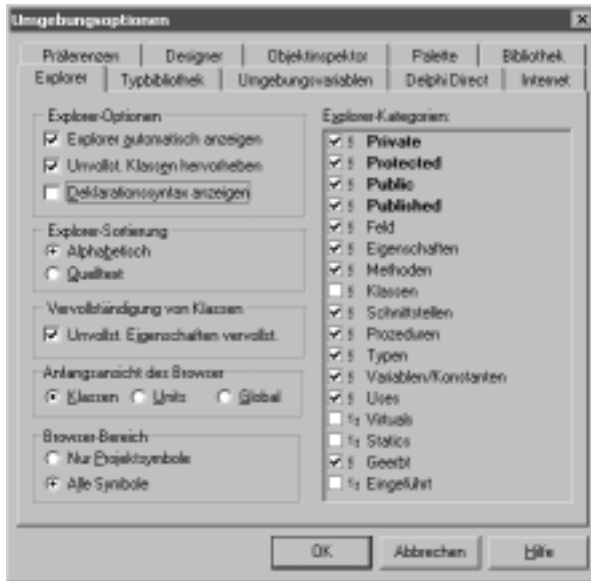 Umgebungsoptionen
Präferenzen Designer Objektinspektor Palette Bibliothek
Explorer Typbibliothek Umgebungsvariablen Delphi Direct Internet
Explorer-Optionen
Explorer automatisch anzeigen
Unvollst. Klassen hervorheben
Deklarationssyntax anzeigen
Explorer-Sortierung
Alphabetisch
Quelltext
Vervollständigung von Klassen
Unvollst. Eigenschaften vervollst.
Anfangsansicht des Browser
Klassen Units Global
Browser-Bereich
Nur Projektsymbole
Alle Symbole
Explorer-Kategorien:
Private
Protected
Public
Published
Feld
Eigenschaften
Methoden
Klassen
Schnittstellen
Prozeduren
Typen
Variablen/Konstanten
Uses
Virtuals
Statics
Geerbt
Eingeführt
OK Abbrechen Hilfe